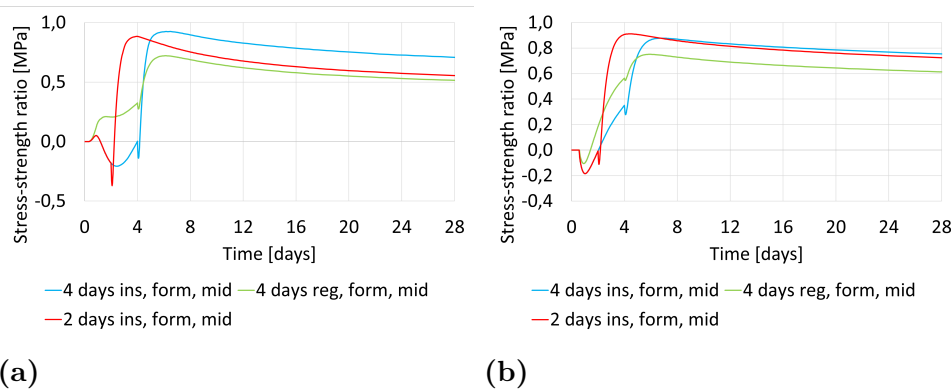 Stress-strength ratio [MPa]
1,0
0,5
0,0
-0,5
0 4 8 12 16 20 24 28
Time [days]
4 days ins, form, mid 4 days reg, form, mid
2 days ins, form, mid
(a)
Stress-strength ratio [MPa]
1,0
0,8
0,6
0,4
0,2
0,0
-0,2
-0,4
0 4 8 12 16 20 24 28
Time [days]
4 days ins, form, mid 4 days reg, form, mid
2 days ins, form, mid
(b)